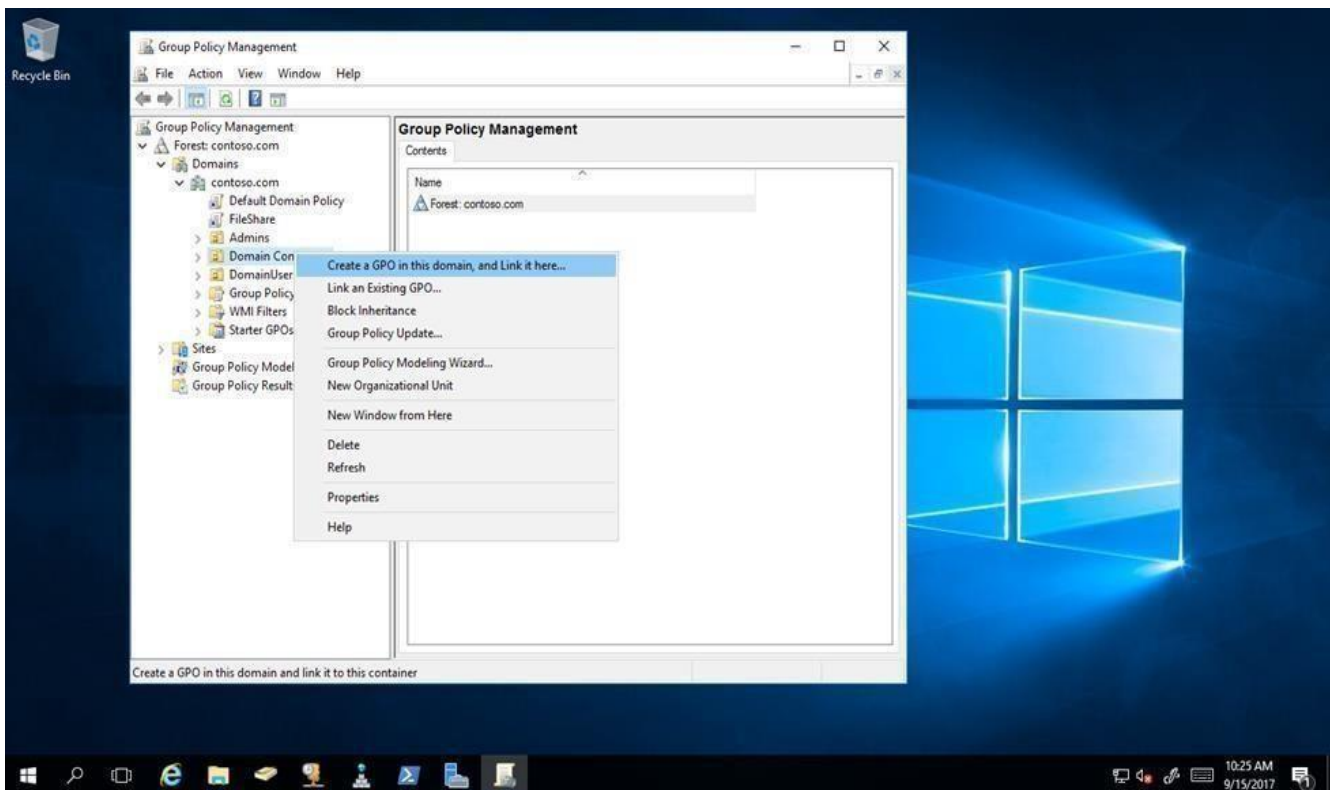 Recycle Bin
Group Policy Management
File Action View Window Help
Group Policy Management
Forest: contoso.com
Domains
contoso.com
Default Domain Policy
FileShare
Admins
Domain Con
DomainUser
Group Policy
WMI Filters
Starter GPOs
Sites
Group Policy Model
Group Policy Result
Group Policy Management
Contents
Name
Forest: contoso.com
Create a GPO in this domain, and Link it here...
Link an Existing GPO...
Block Inheritance
Group Policy Update...
Group Policy Modeling Wizard...
New Organizational Unit
New Window from Here
Delete
Refresh
Properties
Help
Create a GPO in this domain and link it to this container
10:25 AM
9/15/2017